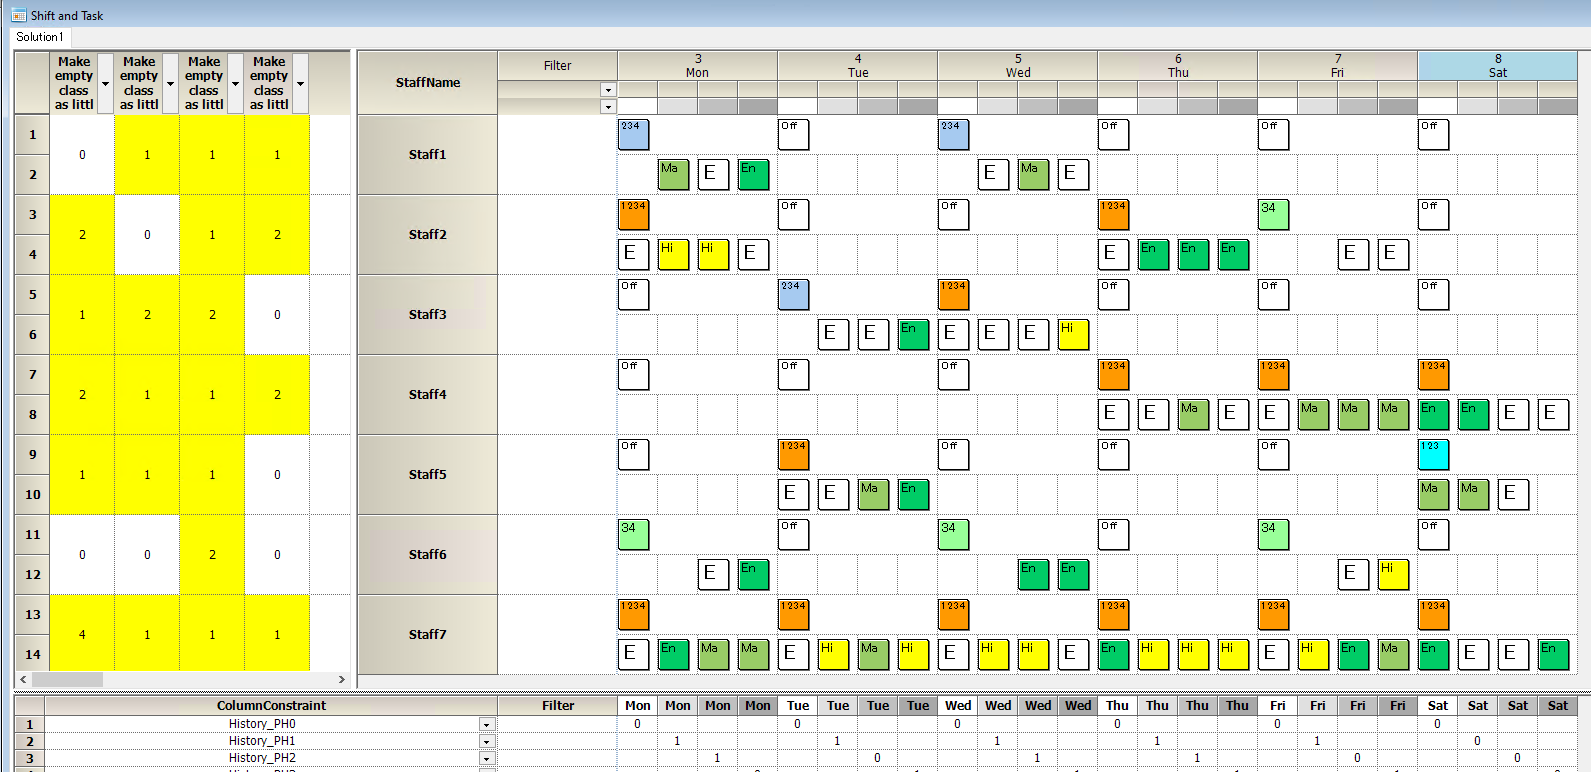 Shift and Task
Solution1
Make empty class as littl Make empty class as littl Make empty class as littl Make empty class as littl StaffName Filter 3 Mon 4 Tue 5 Wed 6 Thu 7 Fri 8 Sat
1 234 Off 234 Off Off Off
0 1 1 1 Staff1
2 Ma E En E Ma E
3 1234 Off Off 1234 34 Off
2 0 1 2 Staff2
4 E Hi Hi E E En En En E E
5 Off 234 1234 Off Off Off
1 2 2 0 Staff3
6 E E En E E E Hi
7 Off Off Off 1234 1234 1234
2 1 1 2 Staff4
8 E E Ma E E Ma Ma Ma En En E E
9 Off 1234 Off Off Off 123
1 1 1 0 Staff5
10 E E Ma En Ma Ma E
11 34 Off 34 Off 34 Off
0 0 2 0 Staff6
12 E En En En E Hi
13 1234 1234 1234 1234 1234 1234
4 1 1 1 Staff7
14 E En Ma Ma E Hi Ma Hi E Hi Hi E En Hi Hi Hi E Hi En Ma En E E En
ColumnConstraint Filter Mon Mon Mon Mon Tue Tue Tue Tue Wed Wed Wed Wed Thu Thu Thu Thu Fri Fri Fri Fri Sat Sat Sat Sat
1 History_PH0 0 0 0 0 0 0
2 History_PH1 1 1 1 1 1 0
3 History_PH2 1 0 1 1 0 0